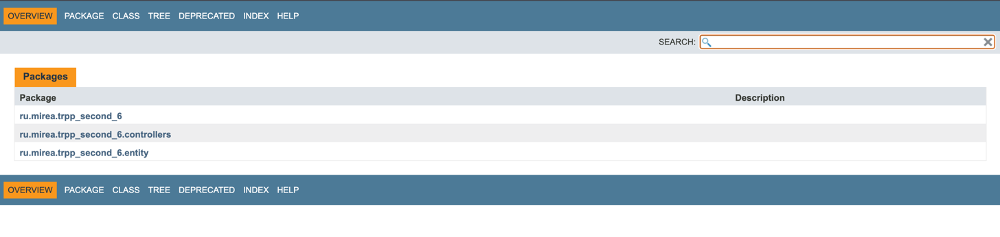 OVERVIEW PACKAGE CLASS TREE DEPRECATED INDEX HELP
SEARCH:
Packages
Package Description
ru.mirea.trpp_second_6
ru.mirea.trpp_second_6.controllers
ru.mirea.trpp_second_6.entity
OVERVIEW PACKAGE CLASS TREE DEPRECATED INDEX HELP